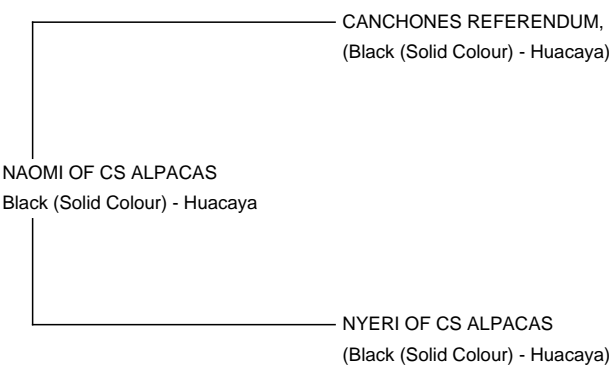 CANCHONES REFERENDUM,
(Black (Solid Colour) - Huacaya)
NAOMI OF CS ALPACAS
Black (Solid Colour) - Huacaya
NYERI OF CS ALPACAS
(Black (Solid Colour) - Huacaya)